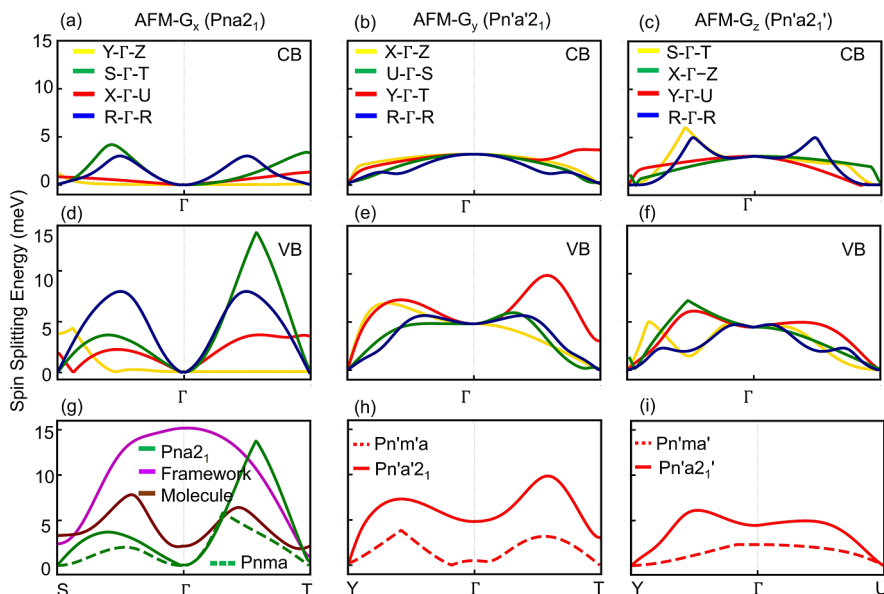 (a) AFM-Gx (Pna21)
(b) AFM-Gy (Pn'a'21)
(c) AFM-Gz (Pn'a21')
Spin Splitting Energy (meV)
15
10
5
0
Y-Γ-Z
S-Γ-T
X-Γ-U
R-Γ-R
CB
Γ
X-Γ-Z
U-Γ-S
Y-Γ-T
R-Γ-R
CB
Γ
S-Γ-T
X-Γ−Z
Y-Γ-U
R-Γ-R
CB
Γ
(d)
15
10
5
0
VB
Γ
(e)
VB
Γ
(f)
VB
Γ
(g)
15
10
5
0
Pna21
Framework
Molecule
Pnma
S Γ T
(h)
Pn'm'a
Pn'a'21
Y Γ T
(i)
Pn'ma'
Pn'a21'
Y Γ U